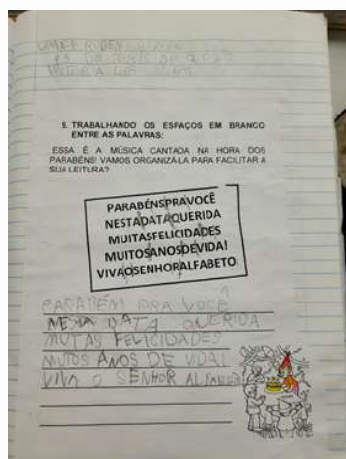 5. TRABALHANDO OS ESPAÇOS EM BRANCO
ENTRE AS PALAVRAS:
ESSA É A MÚSICA CANTADA NA HORA DOS
PARABÉNS! VAMOS ORGANIZÁ-LA PARA FACILITAR A
SUA LEITURA?
PARABÉNSPRAVOCÊ
NESTADATAQUERIDA
MUITASFELICIDADES
MUITOSANOSDEVIDA!
VIVAOSENHORALFABETO
PARABÉM PRA VOCÊ
NESTA DATA QUERIDA
MUTAS FELICIDADES
MUTOS ANOS DE VIDA!
VIVA O SENHOR